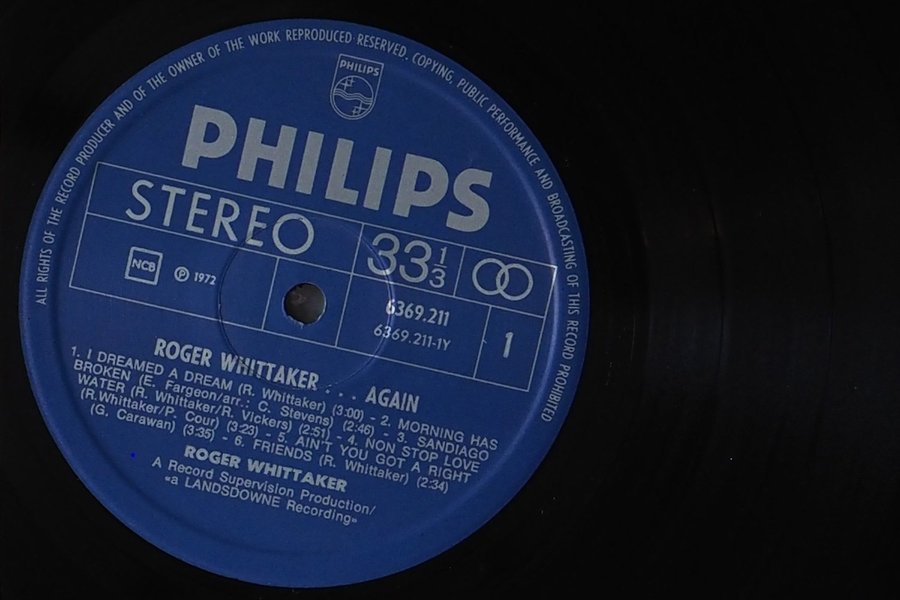 ALL RIGHTS OF THE RECORD PRODUCER AND OF THE OWNER OF THE WORK REPRODUCED RESERVED. COPYING, PUBLIC PERFORMANCE AND BROADCASTING OF THIS RECORD PROHIBITED
PHILIPS
PHILIPS
STEREO
33 1/3
NCB
Ⓟ 1972
6369.211
6369.211-1Y
1
ROGER WHITTAKER . . . AGAIN
1. I DREAMED A DREAM (R. Whittaker) (3:00) - 2. MORNING HAS
BROKEN (E. Fargeon/arr.: C. Stevens) (2:46) - 3. SANDIAGO
WATER (R. Whittaker/R. Vickers) (2:51) - 4. NON STOP LOVE
(R.Whittaker/P. Cour) (3:23) - 5. AIN'T YOU GOT A RIGHT
(G. Carawan) (3:35) - 6. FRIENDS (R. Whittaker) (2:34)
ROGER WHITTAKER
A Record Supervision Production/
«a LANDSDOWNE Recording»